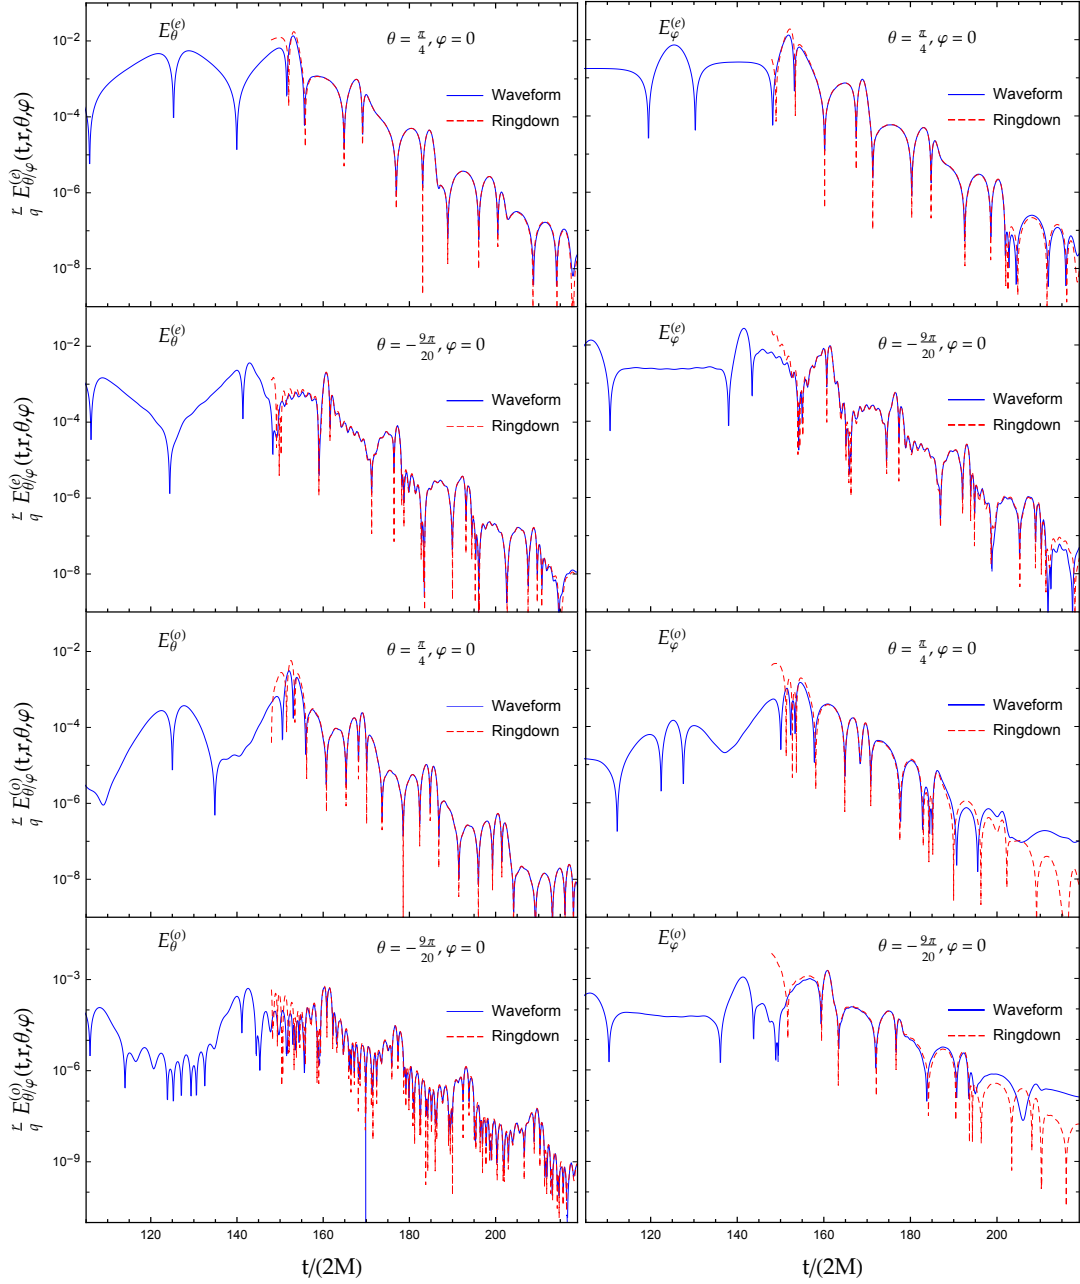 E_θ^(e) θ = π/4, φ = 0
Waveform
Ringdown
10^-2
10^-4
10^-6
10^-8
r/q E_θ/φ^(e)(t,r,θ,φ)
E_φ^(e) θ = π/4, φ = 0
Waveform
Ringdown
E_θ^(e) θ = −9π/20, φ = 0
Waveform
Ringdown
10^-2
10^-4
10^-6
10^-8
r/q E_θ/φ^(e)(t,r,θ,φ)
E_φ^(e) θ = −9π/20, φ = 0
Waveform
Ringdown
E_θ^(o) θ = π/4, φ = 0
Waveform
Ringdown
10^-2
10^-4
10^-6
10^-8
r/q E_θ/φ^(o)(t,r,θ,φ)
E_φ^(o) θ = π/4, φ = 0
Waveform
Ringdown
E_θ^(o) θ = −9π/20, φ = 0
Waveform
Ringdown
10^-3
10^-6
10^-9
r/q E_θ/φ^(o)(t,r,θ,φ)
E_φ^(o) θ = −9π/20, φ = 0
Waveform
Ringdown
120 140 160 180 200
120 140 160 180 200
t/(2M)
t/(2M)